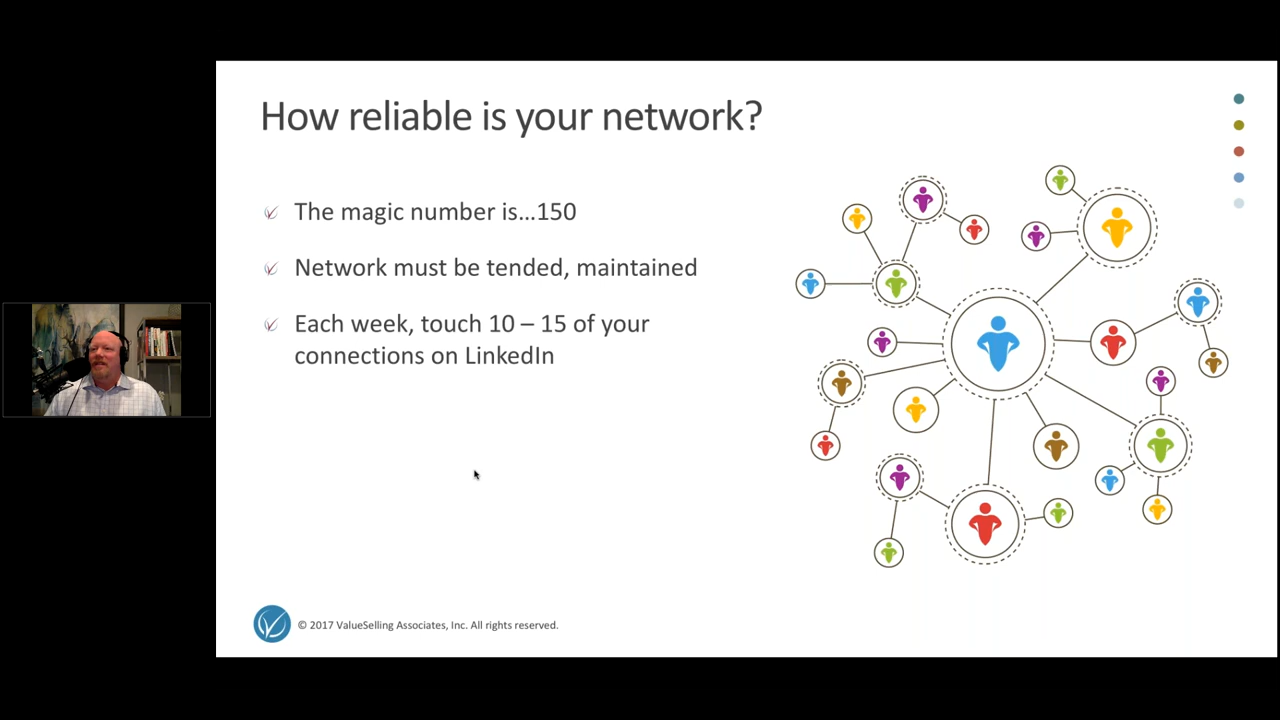 How reliable is your network?
The magic number is...150
Network must be tended, maintained
Each week, touch 10 – 15 of your
connections on LinkedIn
© 2017 ValueSelling Associates, Inc. All rights reserved.